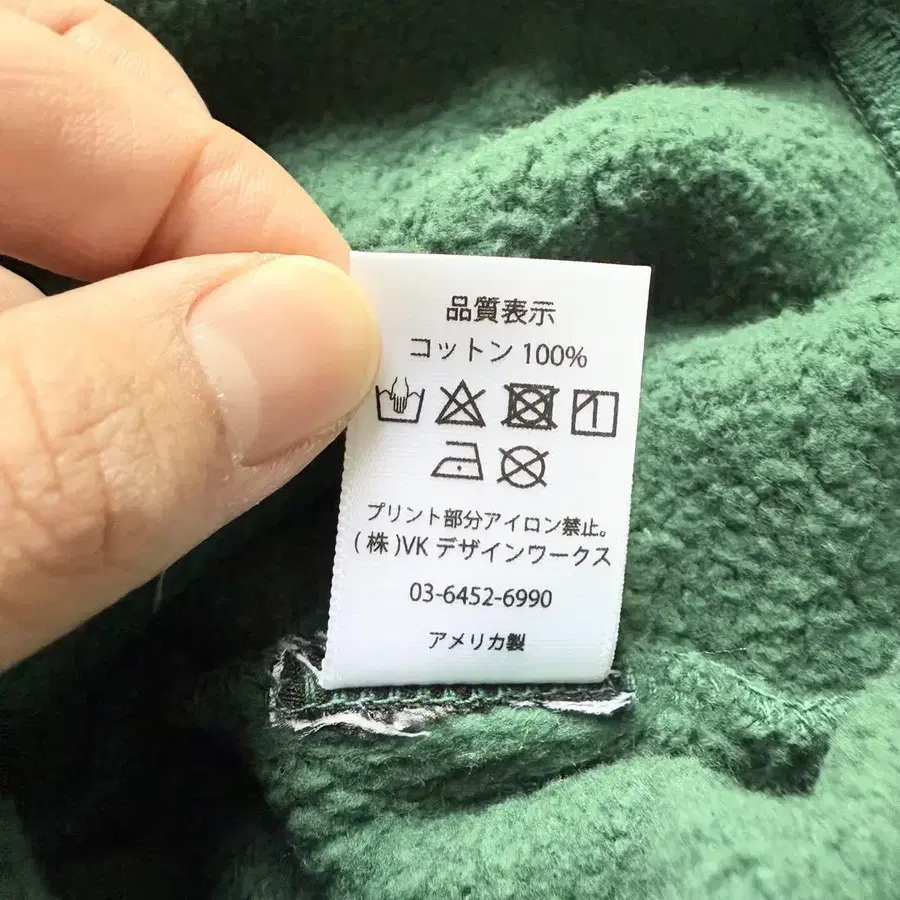 品質表示
コットン 100%
プリント部分アイロン禁止。
(株)VK デザインワークス
03-6452-6990
アメリカ製